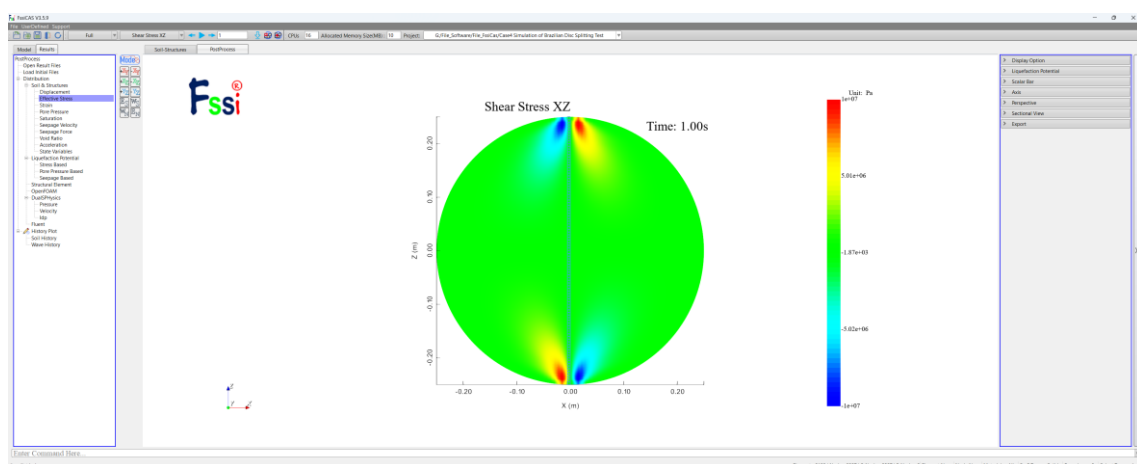 FssiCAS V3.5.9
File UserDefined Support
Full
Shear Stress XZ
1
CPUs 16 Allocated Memory Size(MB): 10 Project:
Model Results
Soil-Structures PostProcess
PostProcess
Open Result Files
Load Initial Files
Distribution
Soil & Structures
Displacement
Effective Stress
Strain
Pore Pressure
Saturation
Seepage Velocity
Seepage Force
Void Ratio
Acceleration
State Variables
Liquefaction Potential
Stress Based
Pore Pressure Based
Seepage Based
Structural Element
OpenFOAM
DualSPHysics
Pressure
Velocity
Fluent
History Plot
Soil-History
Wave-History
Model
Fssi®
Shear Stress XZ
Time: 1.00s
Unit: Pa
1e+07
5.01e+06
-1.87e+03
-5.02e+06
-1e+07
0.20
0.10
0.00
-0.10
-0.20
Z (m)
-0.20 -0.10 0.00 0.10 0.20
X (m)
Display Option
Liquefaction Potential
Scalar Bar
Axis
Perspective
Sectional View
Export
Enter Command Here...